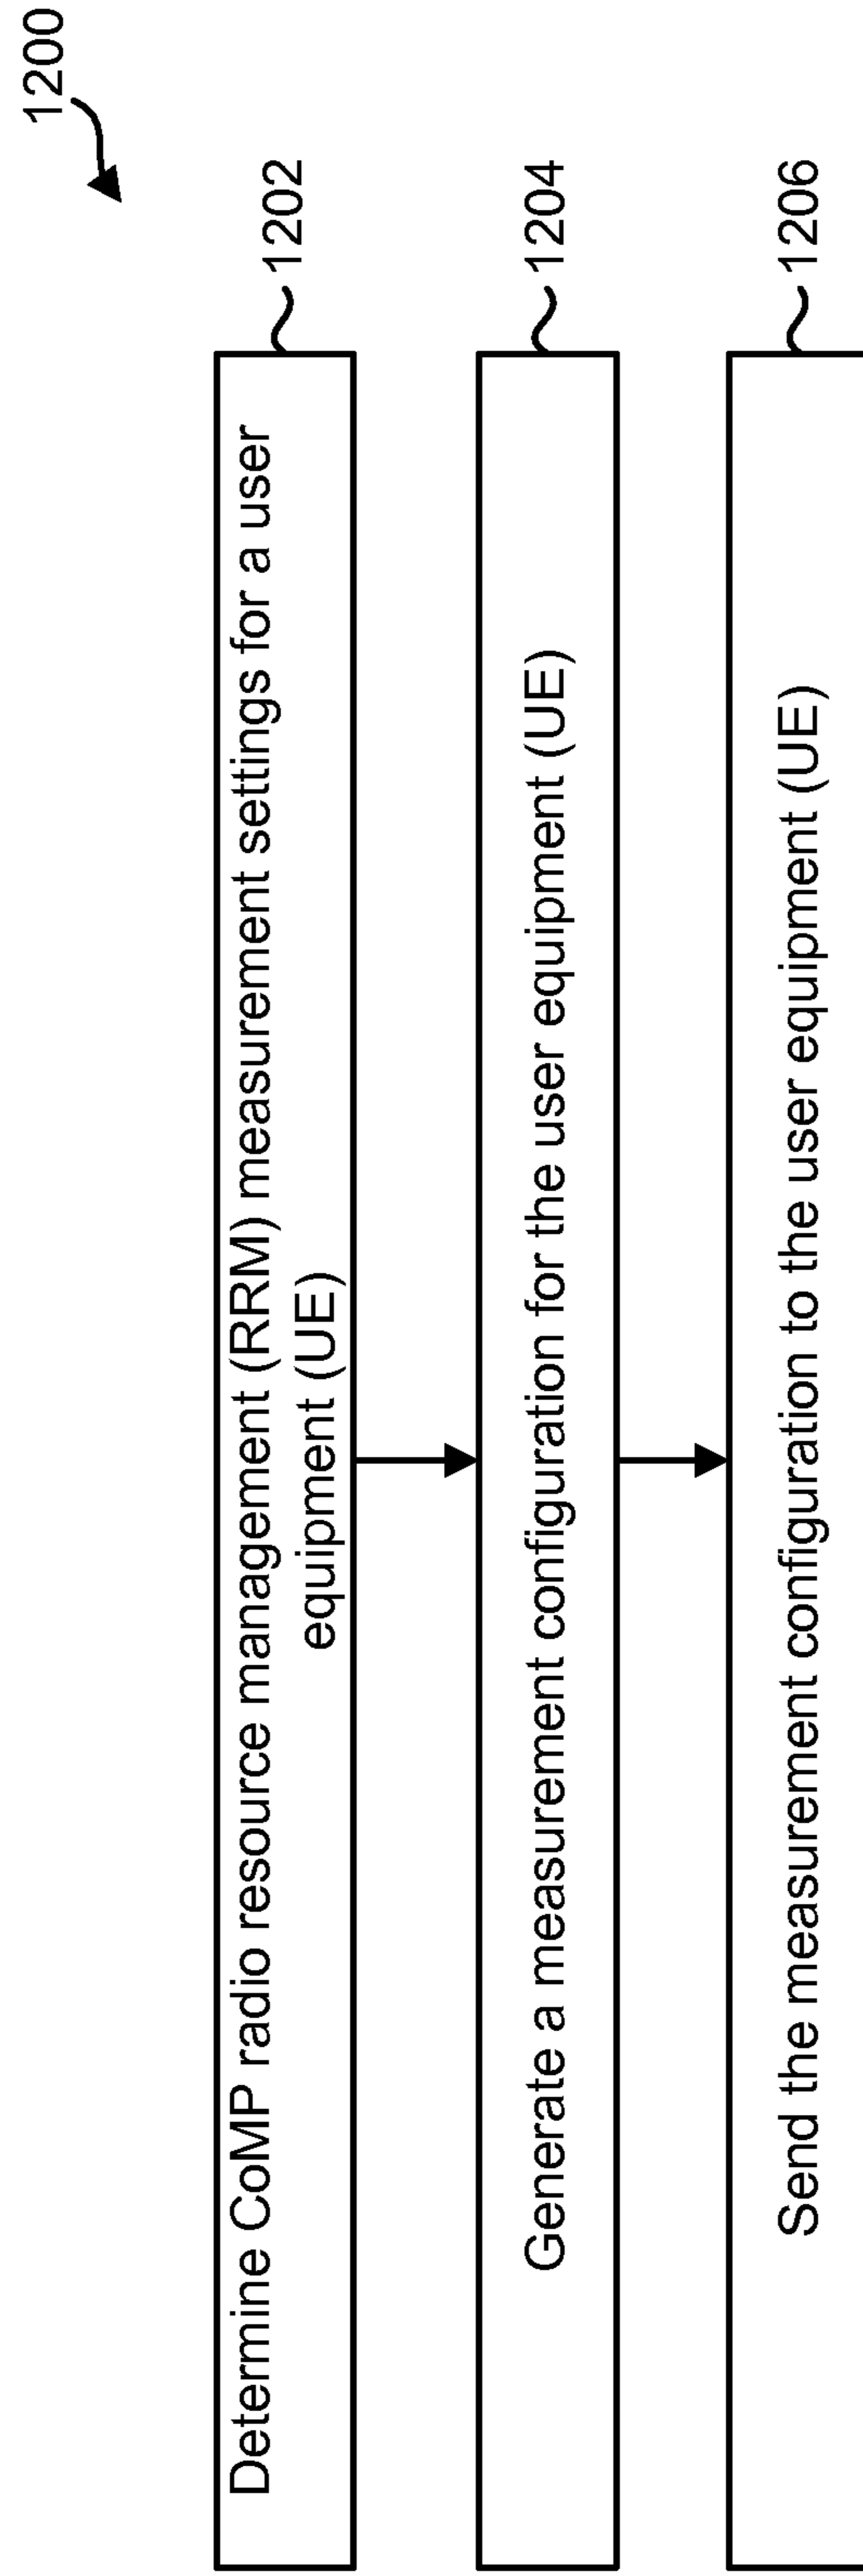 1200
Determine CoMP radio resource management (RRM) measurement settings for a user
equipment (UE)
1202
Generate a measurement configuration for the user equipment (UE)
1204
Send the measurement configuration to the user equipment (UE)
1206